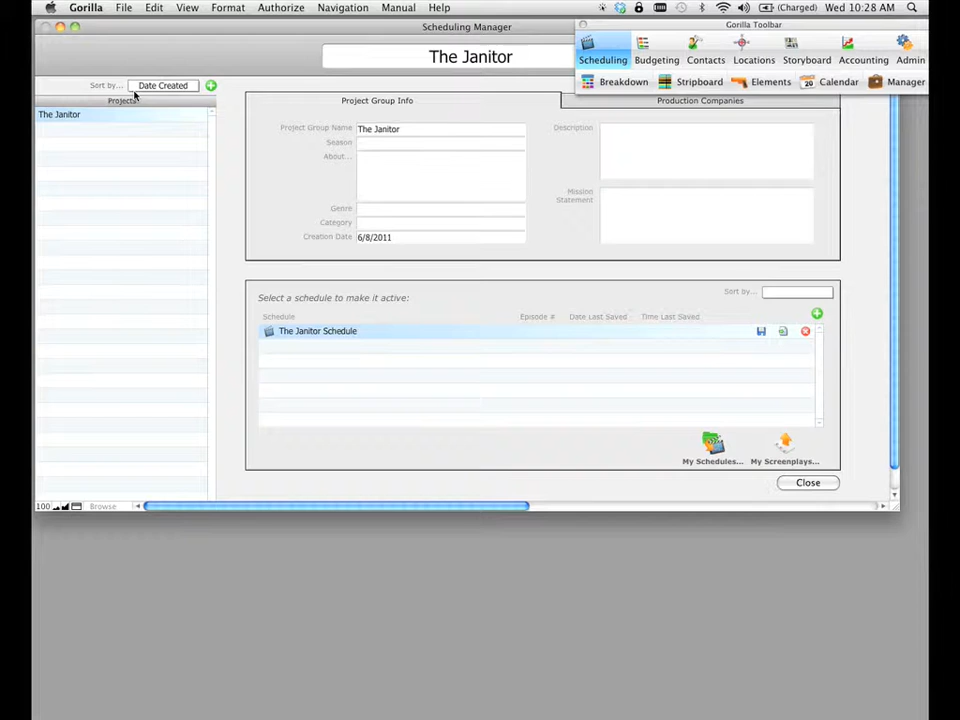 Gorilla File Edit View Format Authorize Navigation Manual Help (Charged) Wed 10:28 AM
Scheduling Manager
Gorilla Toolbar
The Janitor
Scheduling Budgeting Contacts Locations Storyboard Accounting Admin
Breakdown Stripboard Elements 20 Calendar Manager
Sort by... Date Created
Projects
The Janitor
Project Group Info Production Companies
Project Group Name The Janitor
Season
About...
Genre
Category
Creation Date 6/8/2011
Description
Mission
Statement
Select a schedule to make it active:
Sort by...
Schedule Episode # Date Last Saved Time Last Saved
The Janitor Schedule
My Schedules... My Screenplays...
Close
100 Browse